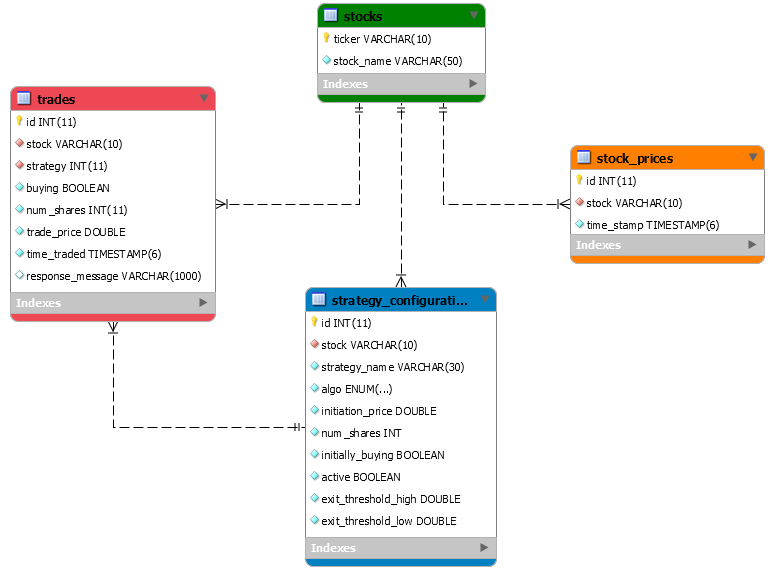 stocks
ticker VARCHAR(10)
stock_name VARCHAR(50)
Indexes
trades
id INT(11)
stock VARCHAR(10)
strategy INT(11)
buying BOOLEAN
num_shares INT(11)
trade_price DOUBLE
time_traded TIMESTAMP(6)
response_message VARCHAR(1000)
Indexes
stock_prices
id INT(11)
stock VARCHAR(10)
time_stamp TIMESTAMP(6)
Indexes
strategy_configurati...
id INT(11)
stock VARCHAR(10)
strategy_name VARCHAR(30)
algo ENUM(...)
initiation_price DOUBLE
num_shares INT
initially_buying BOOLEAN
active BOOLEAN
exit_threshold_high DOUBLE
exit_threshold_low DOUBLE
Indexes